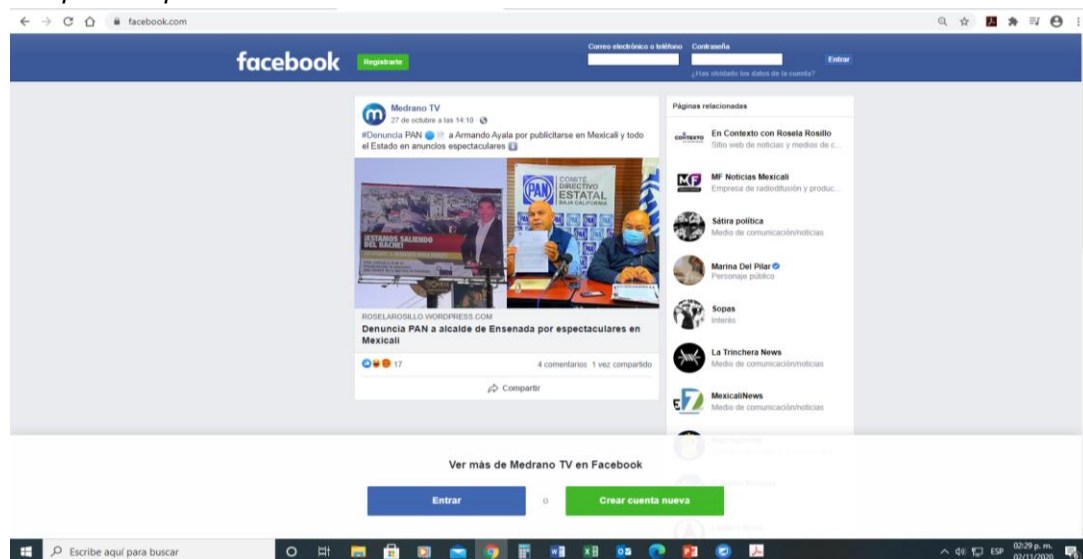 facebook.com
facebook
Registrarte
Correo electrónico o teléfono
Contraseña
Entrar
¿Has olvidado los datos de la cuenta?
Medrano TV
27 de octubre a las 14:10
#Denuncia PAN a Armando Ayala por publicitarse en Mexicali y todo
el Estado en anuncios espectaculares
¡ESTAMOS SALIENDO
DEL BACHE!
PAN
COMITÉ
DIRECTIVO
ESTATAL
BAJA CALIFORNIA
ROSELAROSILLO.WORDPRESS.COM
Denuncia PAN a alcalde de Ensenada por espectaculares en
Mexicali
17
4 comentarios 1 vez compartido
Compartir
Páginas relacionadas
CONTEXTO
En Contexto con Rosela Rosillo
Sitio web de noticias y medios de c...
MF Noticias Mexicali
Empresa de radiodifusión y produc...
Sátira política
Medio de comunicación/noticias
Marina Del Pilar
Personaje público
Sopas
Interés
La Trinchera News
Medio de comunicación/noticias
MexicaliNews
Medio de comunicación/noticias
Ver más de Medrano TV en Facebook
Entrar
o
Crear cuenta nueva
Escribe aquí para buscar
ESP
02:29 p. m.
02/11/2020